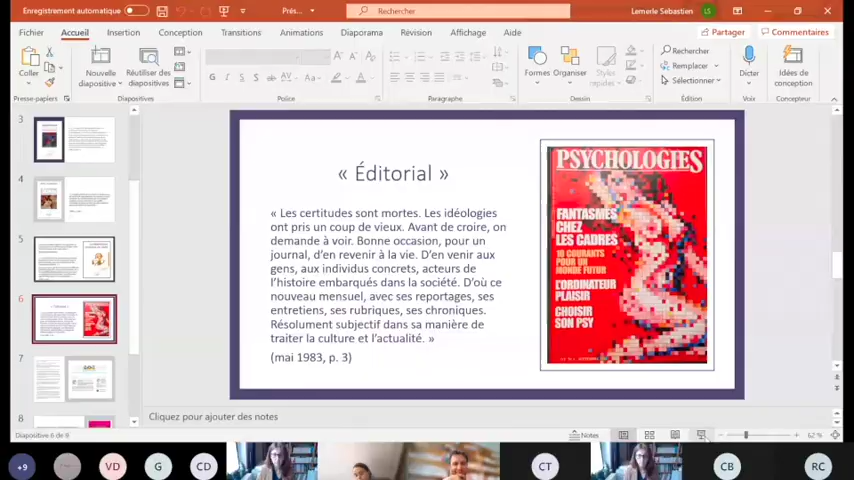 Enregistrement automatique
Prés...
Rechercher
Lemerle Sebastien
LS
Fichier
Accueil
Insertion
Conception
Transitions
Animations
Diaporama
Révision
Affichage
Aide
Partager
Commentaires
Coller
Nouvelle
diapositive
Réutiliser des
diapositives
G
I
S
Formes
Organiser
Styles
rapides
Rechercher
Remplacer
Sélectionner
Dicter
Idées de
conception
Presse-papiers
Diapositives
Police
Paragraphe
Dessin
Édition
Voix
Concepteur
3
4
5
6
7
8
« Éditorial »
« Les certitudes sont mortes. Les idéologies
ont pris un coup de vieux. Avant de croire, on
demande à voir. Bonne occasion, pour un
journal, d'en revenir à la vie. D'en venir aux
gens, aux individus concrets, acteurs de
l'histoire embarqués dans la société. D'où ce
nouveau mensuel, avec ses reportages, ses
entretiens, ses rubriques, ses chroniques.
Résolument subjectif dans sa manière de
traiter la culture et l'actualité. »
(mai 1983, p. 3)
PSYCHOLOGIES
FANTASMES
CHEZ
LES CADRES
10 COURANTS
POUR UN
MONDE FUTUR
L'ORDINATEUR
PLAISIR
CHOISIR
SON PSY
Cliquez pour ajouter des notes
Diapositive 6 de 9
Notes
62 %
+9
VD
G
CD
CT
CB
RC